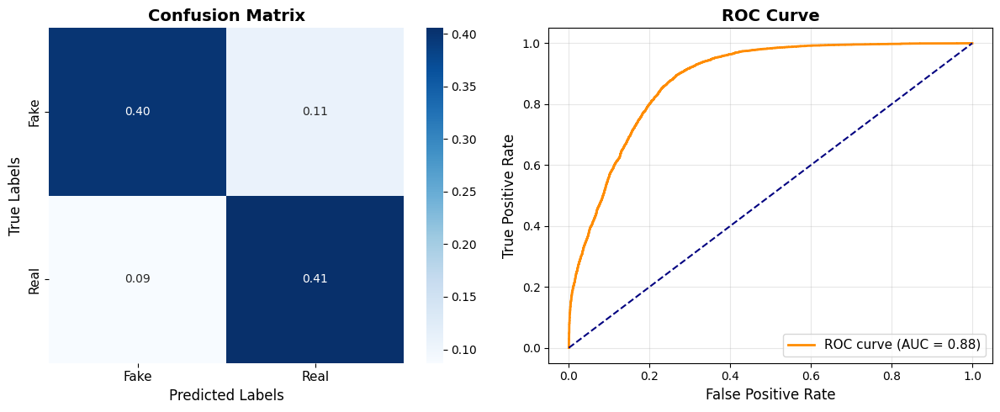 Confusion Matrix
True Labels
Fake
Real
0.40
0.11
0.09
0.41
Fake
Real
Predicted Labels
0.40
0.35
0.30
0.25
0.20
0.15
0.10
ROC Curve
True Positive Rate
1.0
0.8
0.6
0.4
0.2
0.0
0.0
0.2
0.4
0.6
0.8
1.0
False Positive Rate
ROC curve (AUC = 0.88)